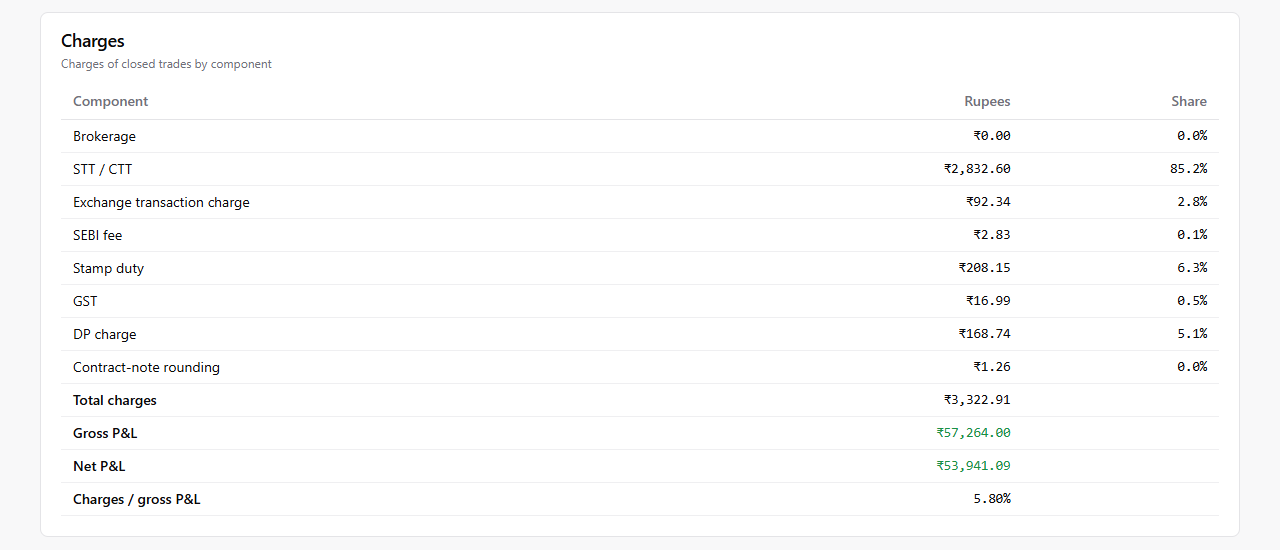 Charges
Charges of closed trades by component
Component Rupees Share
Brokerage ₹0.00 0.0%
STT / CTT ₹2,832.60 85.2%
Exchange transaction charge ₹92.34 2.8%
SEBI fee ₹2.83 0.1%
Stamp duty ₹208.15 6.3%
GST ₹16.99 0.5%
DP charge ₹168.74 5.1%
Contract-note rounding ₹1.26 0.0%
Total charges ₹3,322.91
Gross P&L ₹57,264.00
Net P&L ₹53,941.09
Charges / gross P&L 5.80%